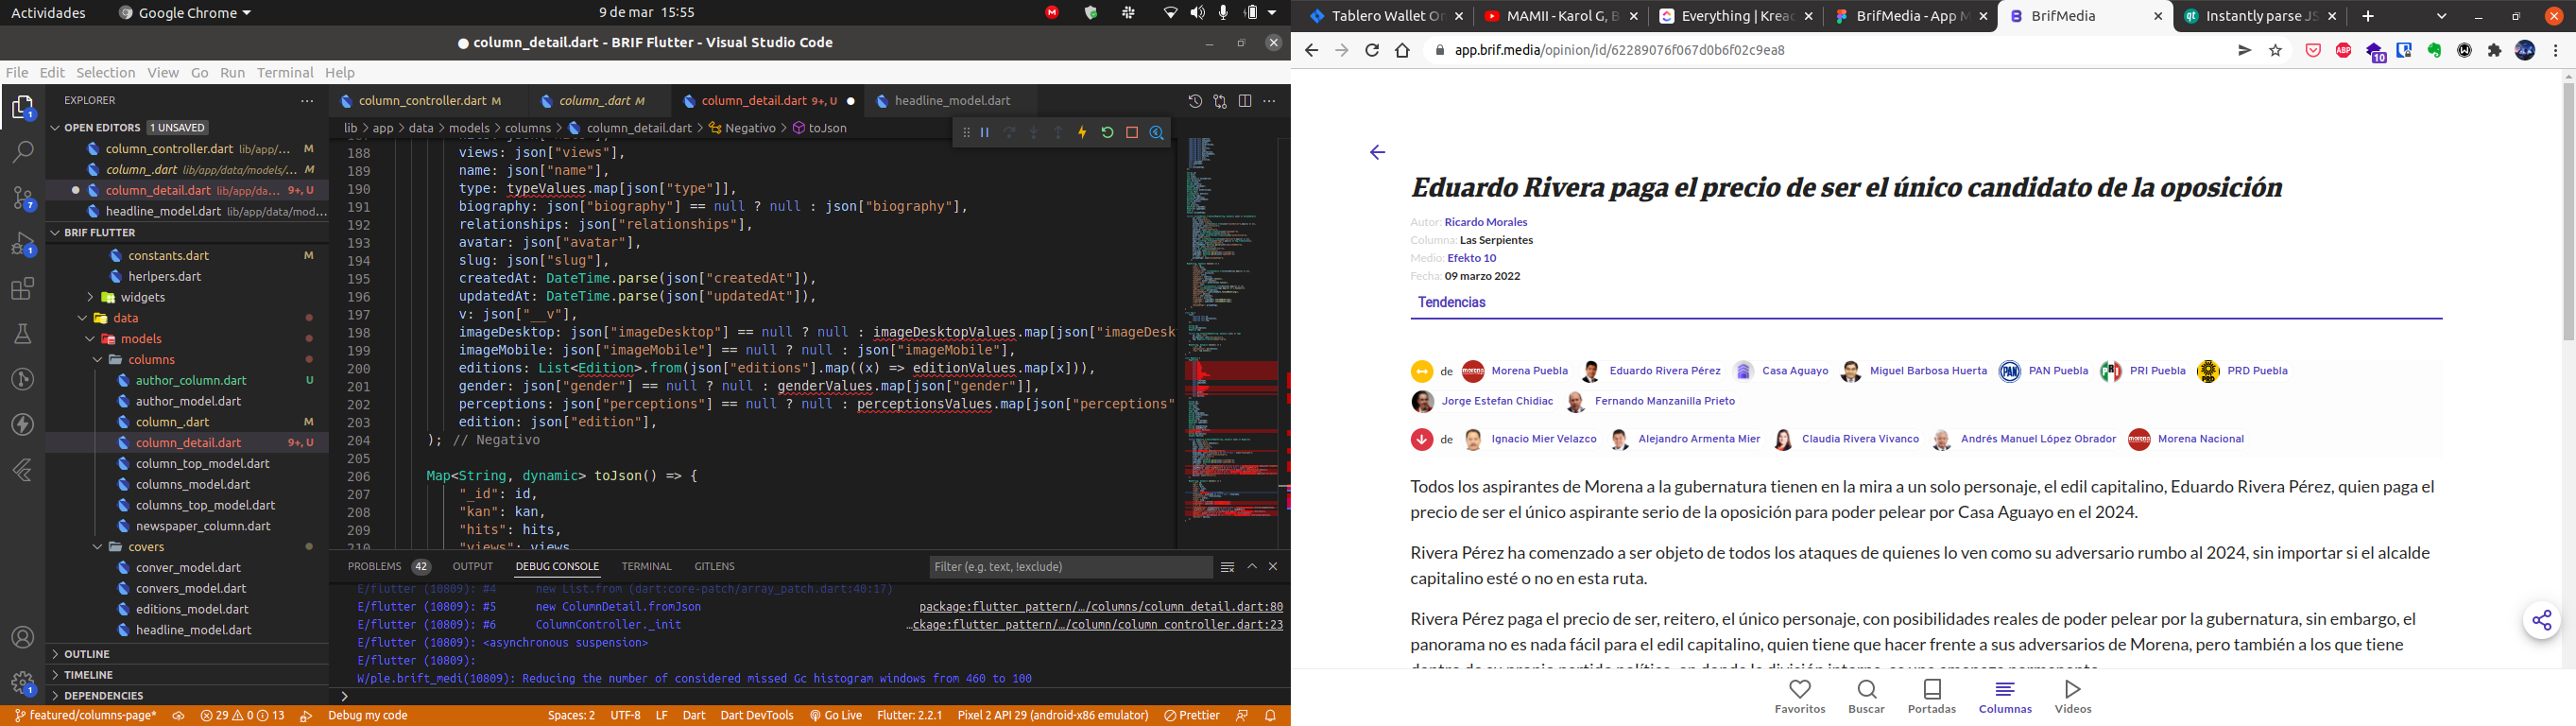 Actividades
Google Chrome
9 de mar 15:55
column_detail.dart - BRIF Flutter - Visual Studio Code
File Edit Selection View Go Run Terminal Help
EXPLORER
OPEN EDITORS 1 UNSAVED
column_controller.dart lib/app/... M
column_.dart lib/app/data/models/... M
column_detail.dart lib/app/da... 9+, U
headline_model.dart lib/app/data/mod...
BRIF FLUTTER
constants.dart M
herlpers.dart
widgets
data
models
columns
author_column.dart U
author_model.dart
column_.dart M
column_detail.dart 9+, U
column_top_model.dart
columns_model.dart
columns_top_model.dart
newspaper_column.dart
covers
conver_model.dart
convers_model.dart
editions_model.dart
headline_model.dart
OUTLINE
TIMELINE
DEPENDENCIES
column_controller.dart M
column_.dart M
column_detail.dart 9+, U
headline_model.dart
lib > app > data > models > columns > column_detail.dart > Negativo > toJson
188 views: json["views"],
189 name: json["name"],
190 type: typeValues.map[json["type"]],
191 biography: json["biography"] == null ? null : json["biography"],
192 relationships: json["relationships"],
193 avatar: json["avatar"],
194 slug: json["slug"],
195 createdAt: DateTime.parse(json["createdAt"]),
196 updatedAt: DateTime.parse(json["updatedAt"]),
197 v: json["__v"],
198 imageDesktop: json["imageDesktop"] == null ? null : imageDesktopValues.map[json["imageDesk
199 imageMobile: json["imageMobile"] == null ? null : json["imageMobile"],
200 editions: List<Edition>.from(json["editions"].map((x) => editionValues.map[x])),
201 gender: json["gender"] == null ? null : genderValues.map[json["gender"]],
202 perceptions: json["perceptions"] == null ? null : perceptionsValues.map[json["perceptions"
203 edition: json["edition"],
204 ); // Negativo
205
206 Map<String, dynamic> toJson() => {
207 "_id": id,
208 "kan": kan,
209 "hits": hits,
210 "views": views
PROBLEMS 42 OUTPUT DEBUG CONSOLE TERMINAL GITLENS
Filter (e.g. text, !exclude)
E/flutter (10809): #4 new List.from (dart:core-patch/array_patch.dart:40:17)
E/flutter (10809): #5 new ColumnDetail.fromJson package:flutter_pattern/…/columns/column_detail.dart:80
E/flutter (10809): #6 ColumnController._init …ckage:flutter_pattern/…/column/column_controller.dart:23
E/flutter (10809): <asynchronous suspension>
E/flutter (10809):
W/ple.brift_medi(10809): Reducing the number of considered missed Gc histogram windows from 460 to 100
featured/columns-page* 29 0 13 Debug my code
Spaces: 2 UTF-8 LF Dart Dart DevTools Go Live Flutter: 2.2.1 Pixel 2 API 29 (android-x86 emulator) Prettier
Tablero Wallet On
MAMII - Karol G, B
Everything | Kreac
BrifMedia - App M
BrifMedia
Instantly parse JS
app.brif.media/opinion/id/62289076f067d0b6f02c9ea8
ABP
10
Eduardo Rivera paga el precio de ser el único candidato de la oposición
Autor: Ricardo Morales
Columna: Las Serpientes
Medio: Efekto 10
Fecha: 09 marzo 2022
Tendencias
de Morena Puebla Eduardo Rivera Pérez Casa Aguayo Miguel Barbosa Huerta PAN Puebla PRI Puebla PRD Puebla
Jorge Estefan Chidiac Fernando Manzanilla Prieto
de Ignacio Mier Velazco Alejandro Armenta Mier Claudia Rivera Vivanco Andrés Manuel López Obrador Morena Nacional
Todos los aspirantes de Morena a la gubernatura tienen en la mira a un solo personaje, el edil capitalino, Eduardo Rivera Pérez, quien paga el
precio de ser el único aspirante serio de la oposición para poder pelear por Casa Aguayo en el 2024.
Rivera Pérez ha comenzado a ser objeto de todos los ataques de quienes lo ven como su adversario rumbo al 2024, sin importar si el alcalde
capitalino esté o no en esta ruta.
Rivera Pérez paga el precio de ser, reitero, el único personaje, con posibilidades reales de poder pelear por la gubernatura, sin embargo, el
panorama no es nada fácil para el edil capitalino, quien tiene que hacer frente a sus adversarios de Morena, pero también a los que tiene
Favoritos Buscar Portadas Columnas Videos